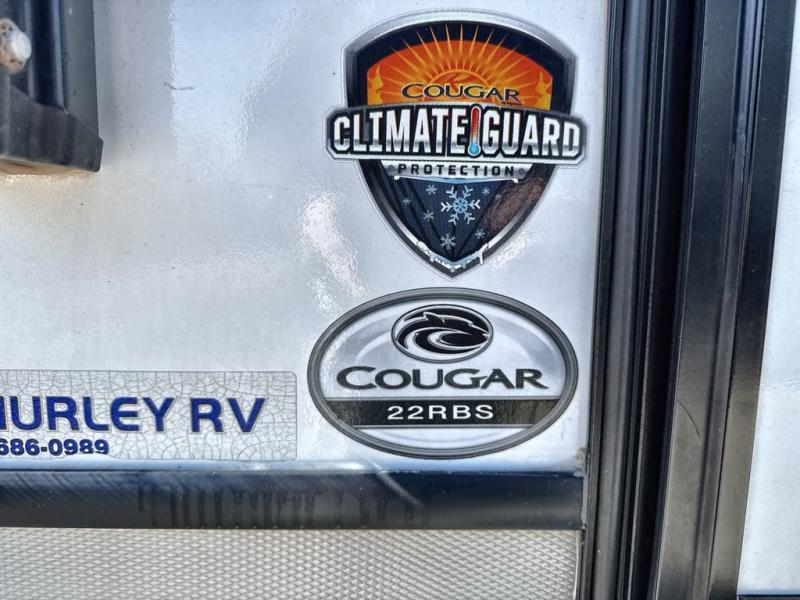 COUGAR
CLIMATE GUARD
PROTECTION
COUGAR
22RBS
HURLEY RV
686-0989